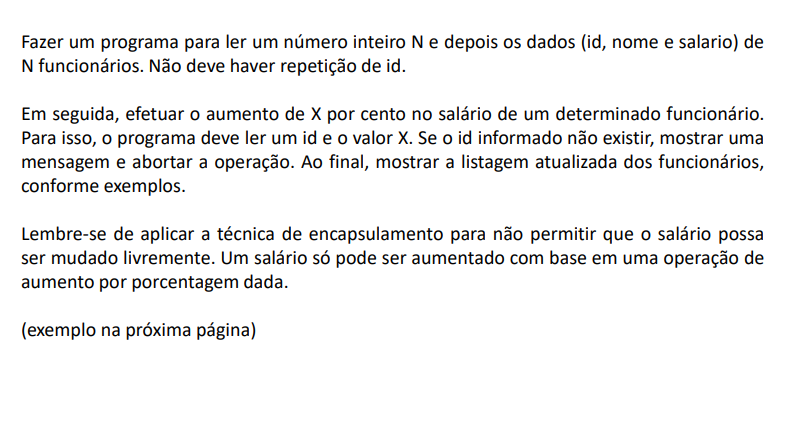 Fazer um programa para ler um número inteiro N e depois os dados (id, nome e salario) de
N funcionários. Não deve haver repetição de id.
Em seguida, efetuar o aumento de X por cento no salário de um determinado funcionário.
Para isso, o programa deve ler um id e o valor X. Se o id informado não existir, mostrar uma
mensagem e abortar a operação. Ao final, mostrar a listagem atualizada dos funcionários,
conforme exemplos.
Lembre-se de aplicar a técnica de encapsulamento para não permitir que o salário possa
ser mudado livremente. Um salário só pode ser aumentado com base em uma operação de
aumento por porcentagem dada.
(exemplo na próxima página)